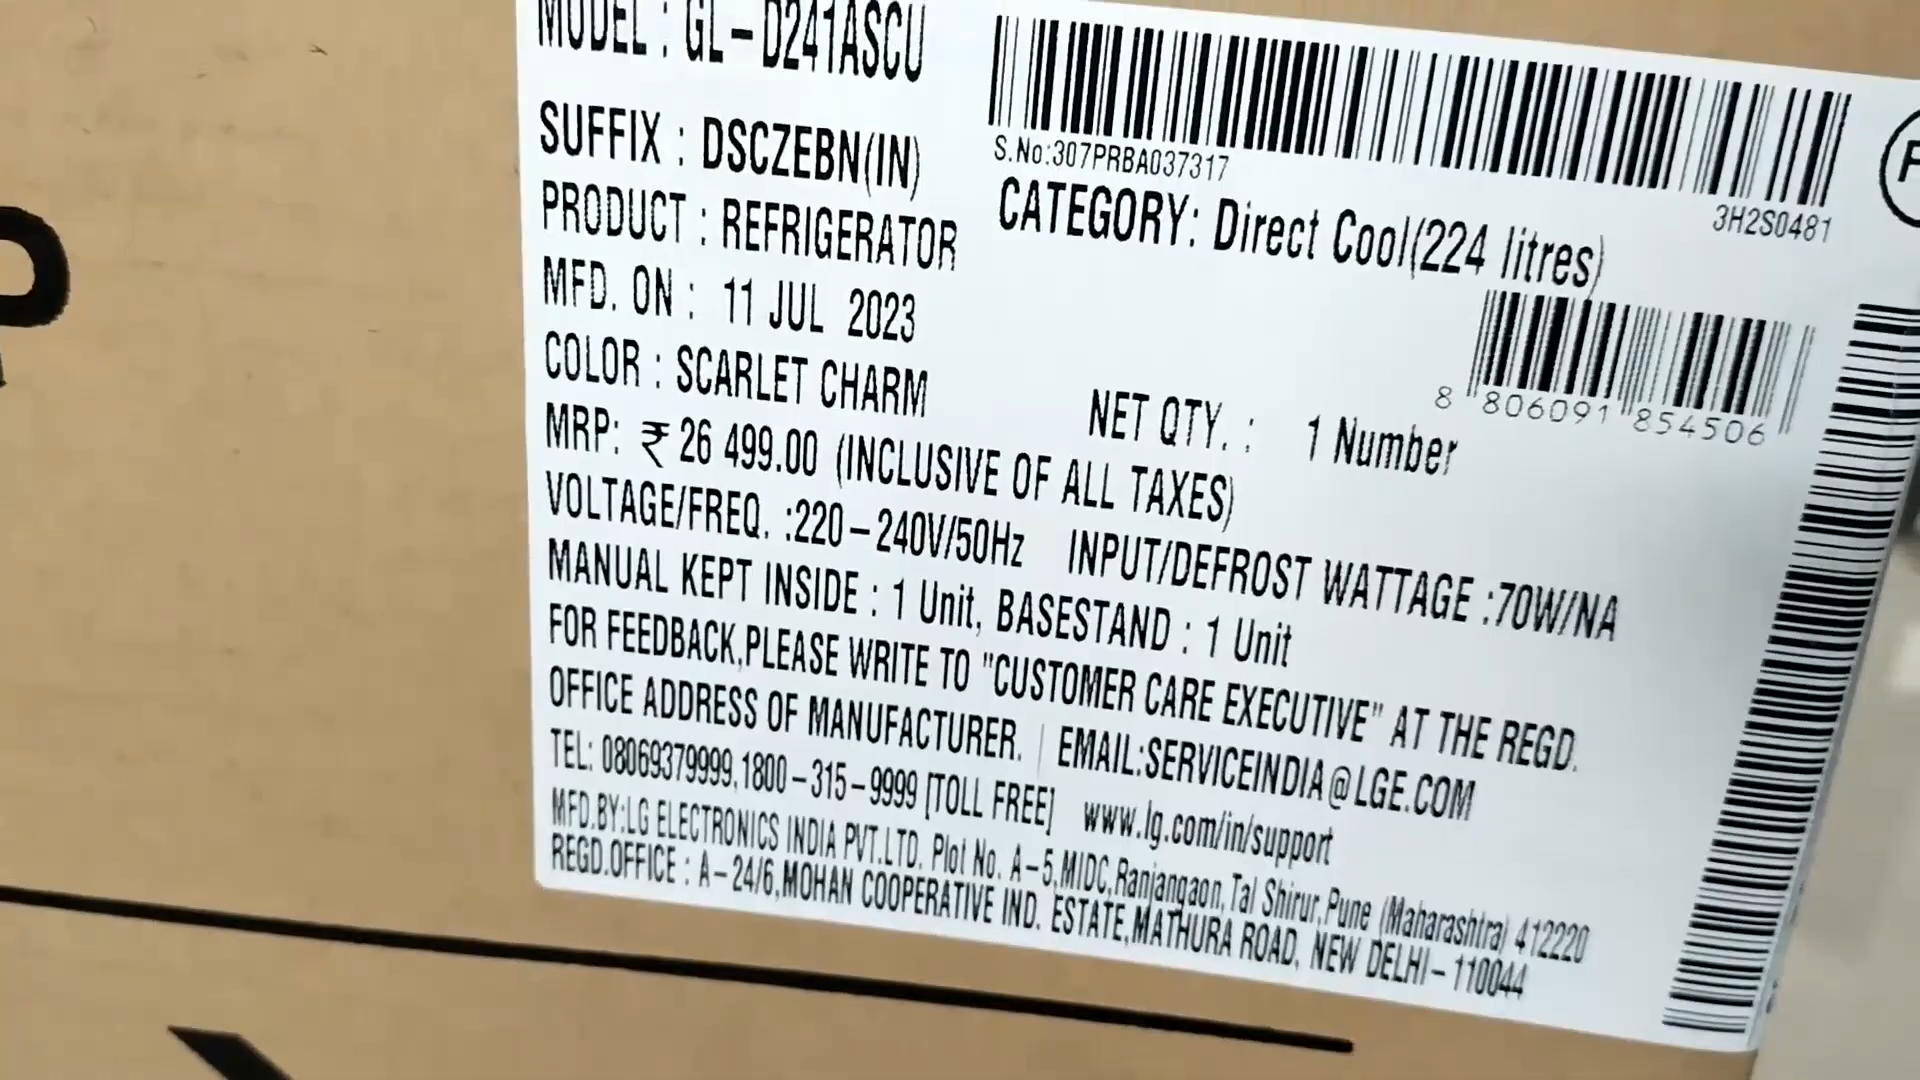 MODEL : GL-D241ASCU
S.No:307PRBA037317
3H2S0481
SUFFIX : DSCZEBN(IN)
CATEGORY: Direct Cool(224 litres)
PRODUCT : REFRIGERATOR
MFD. ON : 11 JUL 2023
8 806091 854506
COLOR : SCARLET CHARM
NET QTY. : 1 Number
MRP: ₹ 26 499.00 (INCLUSIVE OF ALL TAXES)
VOLTAGE/FREQ. :220-240V/50Hz INPUT/DEFROST WATTAGE :70W/NA
MANUAL KEPT INSIDE : 1 Unit, BASESTAND : 1 Unit
FOR FEEDBACK,PLEASE WRITE TO "CUSTOMER CARE EXECUTIVE" AT THE REGD.
OFFICE ADDRESS OF MANUFACTURER. | EMAIL:SERVICEINDIA@LGE.COM
TEL: 08069379999,1800-315-9999 [TOLL FREE] www.lg.com/in/support
MFD.BY:LG ELECTRONICS INDIA PVT.LTD. Plot No. A-5,MIDC,Ranjangaon,Tal Shirur,Pune (Maharashtra) 412220
REGD.OFFICE : A-24/6,MOHAN COOPERATIVE IND. ESTATE,MATHURA ROAD, NEW DELHI-110044